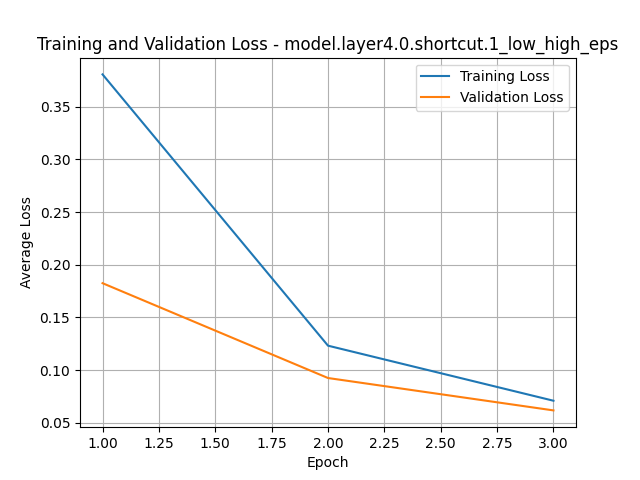 Training and Validation Loss - model.layer4.0.shortcut.1_low_high_eps
Training Loss
Validation Loss
Average Loss
0.35
0.30
0.25
0.20
0.15
0.10
0.05
1.00 1.25 1.50 1.75 2.00 2.25 2.50 2.75 3.00
Epoch